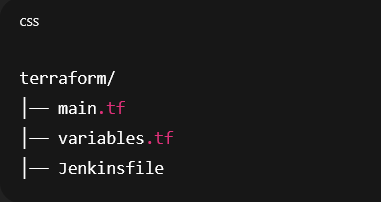 css
terraform/
│── main.tf
│── variables.tf
│── Jenkinsfile